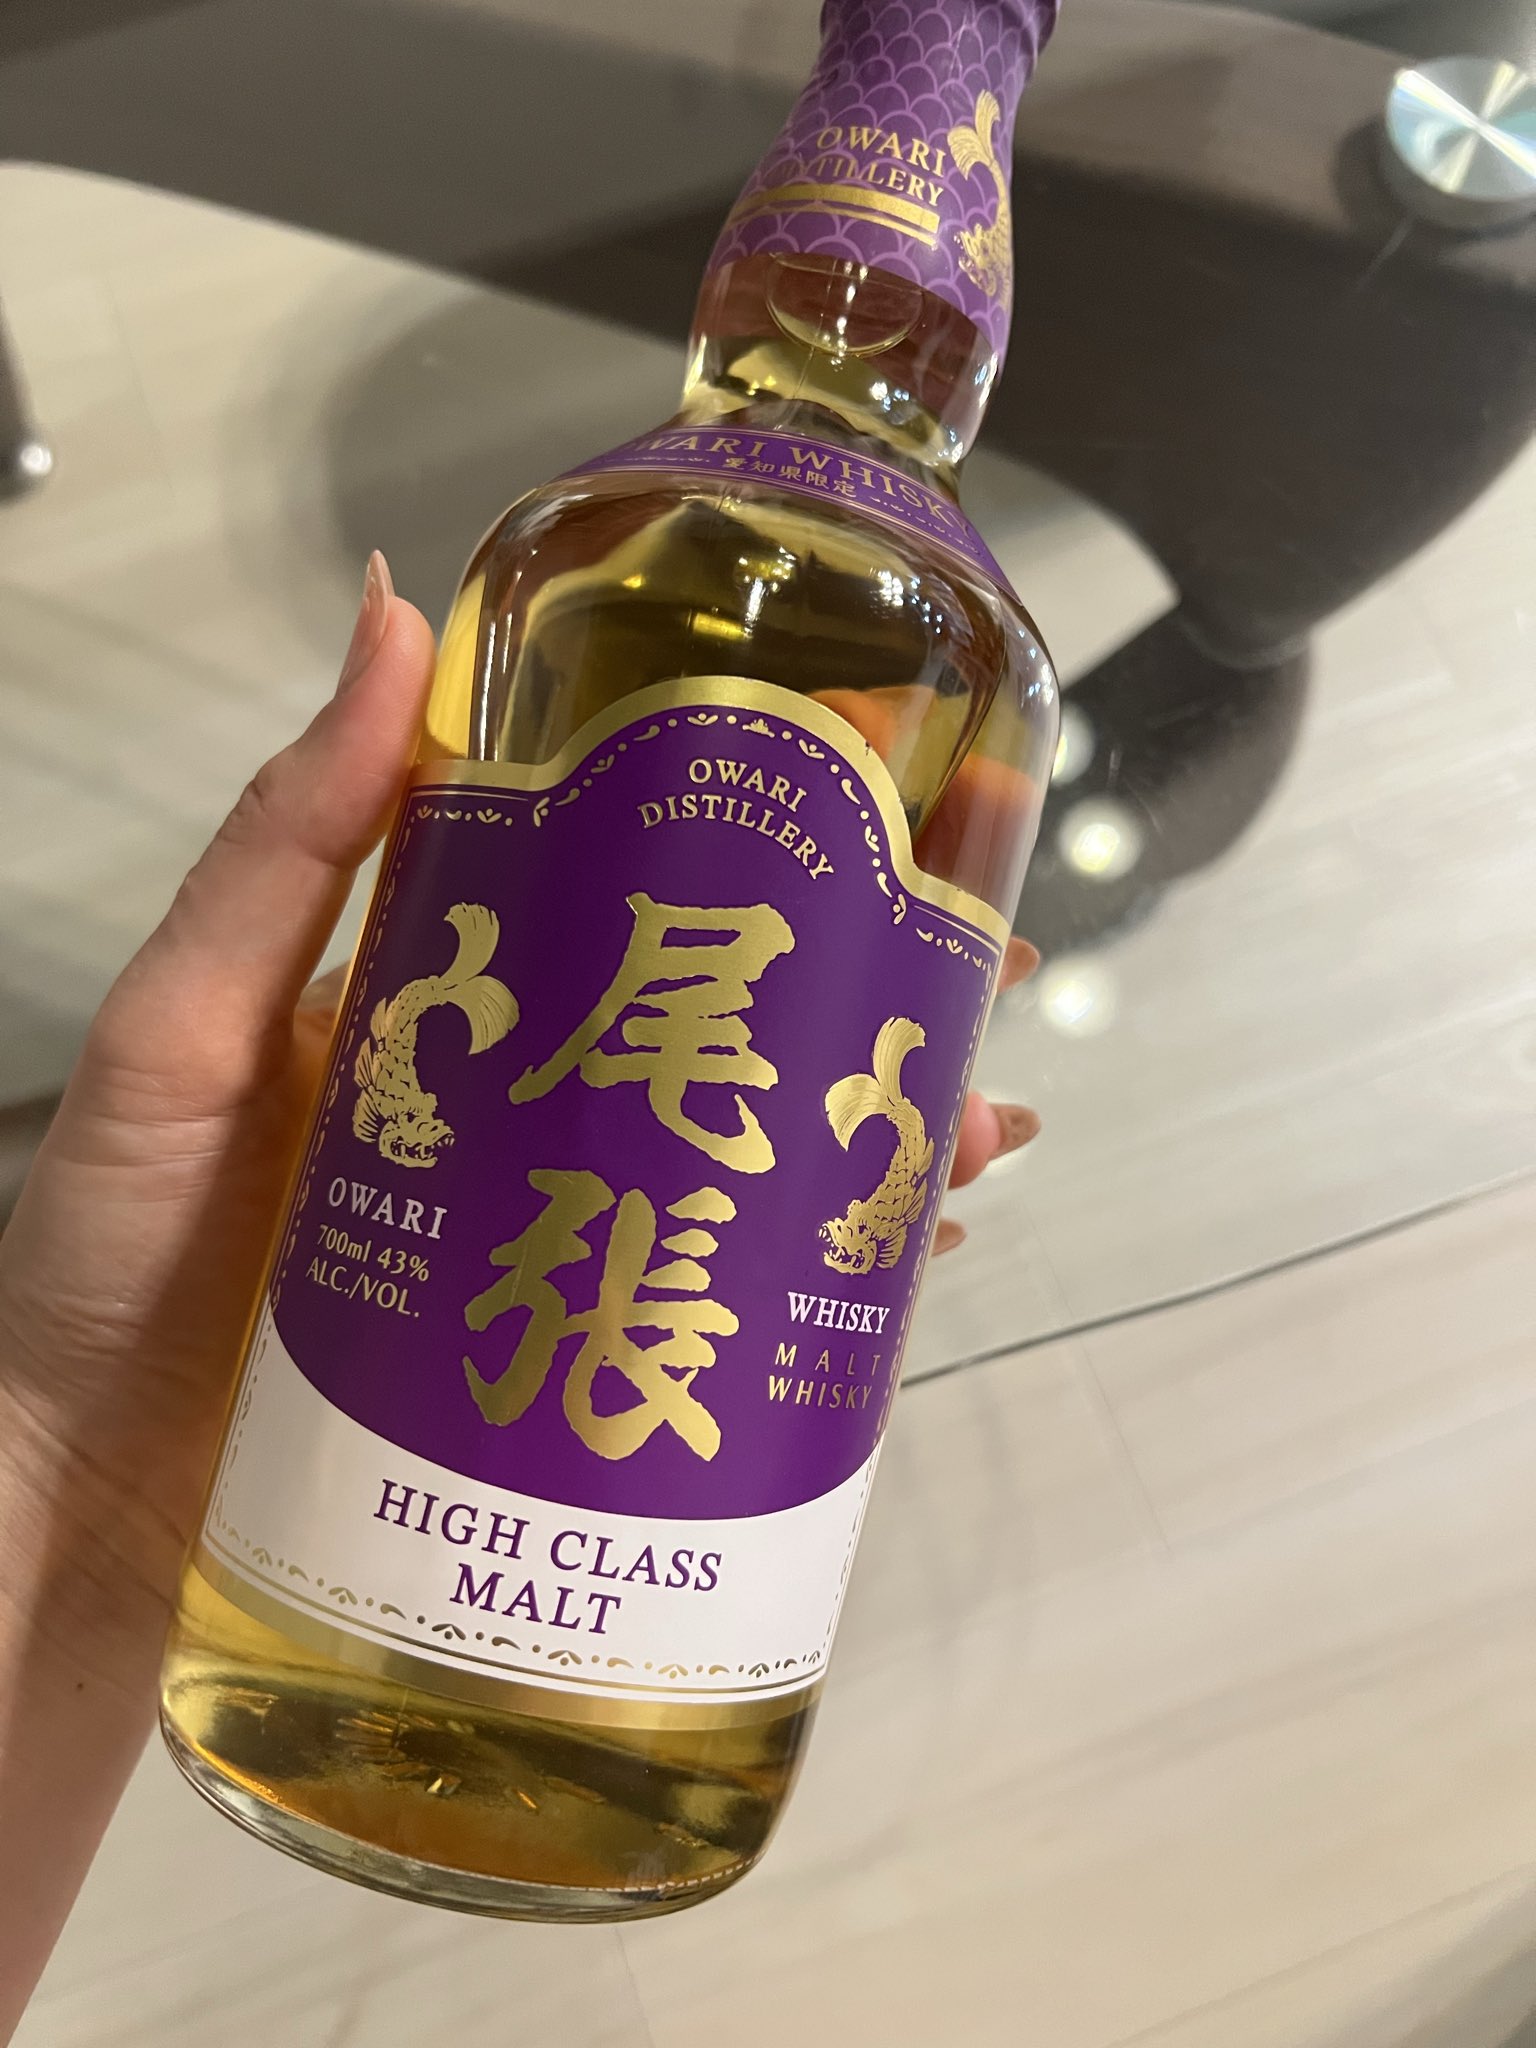 OWARI
DISTILLERY
OWARI WHISKY
愛知県限定
OWARI
DISTILLERY
尾張
OWARI
700ml 43%
ALC./VOL.
WHISKY
MALT
WHISKY
HIGH CLASS
MALT